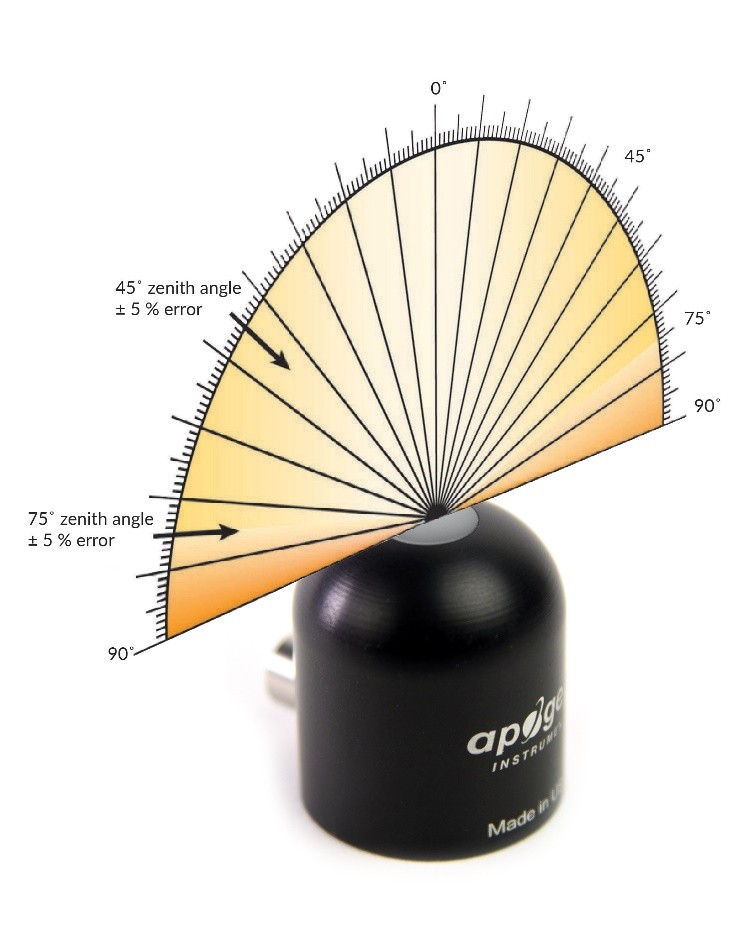 0˚
45˚
45˚ zenith angle
± 5 % error
75˚
90˚
75˚ zenith angle
± 5 % error
90˚
Made in